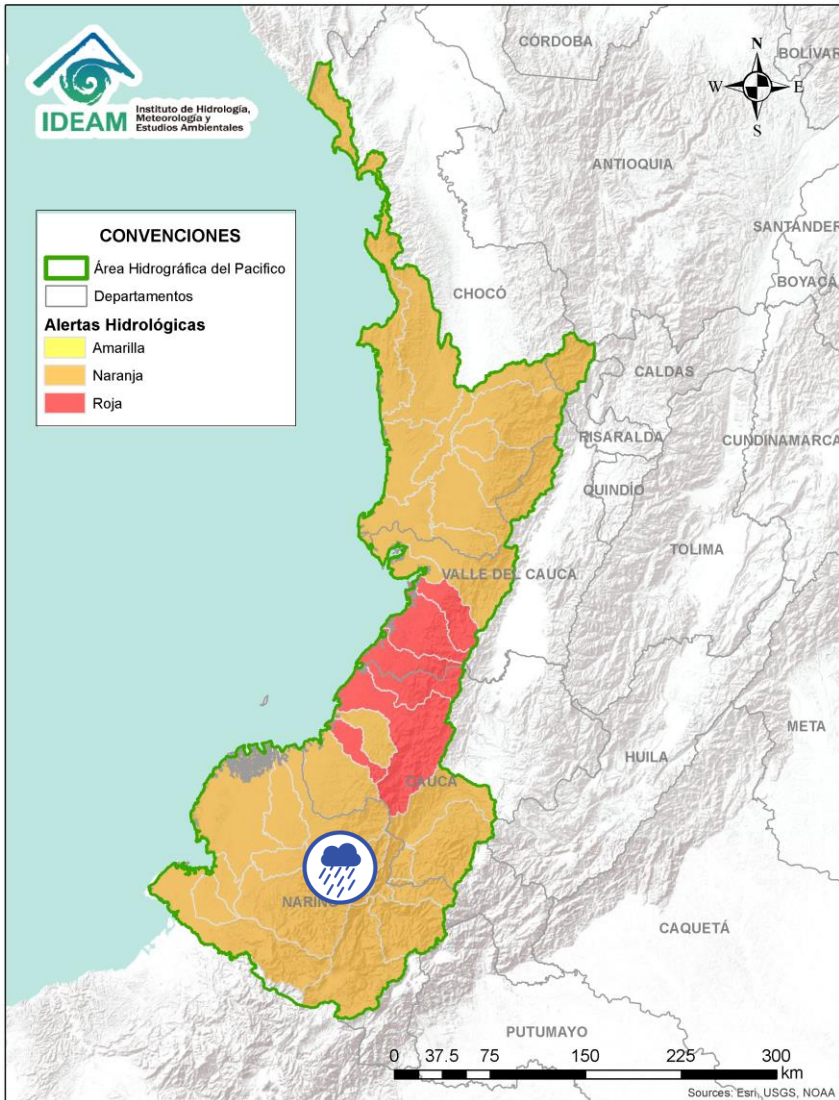 IDEAM
Instituto de Hidrología,
Meteorología y
Estudios Ambientales
CÓRDOBA
BOLÍVAR
N
W
E
S
ANTIOQUIA
SANTANDER
BOYACÁ
CONVENCIONES
Área Hidrográfica del Pacifico
Departamentos
Alertas Hidrológicas
Amarilla
Naranja
Roja
CHOCÓ
CALDAS
RISARALDA
CUNDINAMARCA
QUINDÍO
TOLIMA
VALLE DEL CAUCA
META
HUILA
CAUCA
NARIÑO
CAQUETÁ
PUTUMAYO
0 37.5 75 150 225 300
km
Sources: Esri, USGS, NOAA